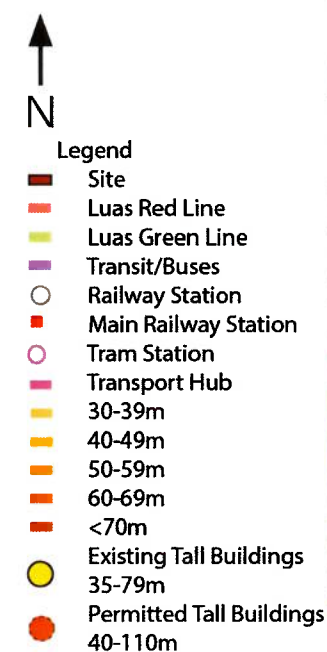 N
Legend
Site
Luas Red Line
Luas Green Line
Transit/Buses
Railway Station
Main Railway Station
Tram Station
Transport Hub
30-39m
40-49m
50-59m
60-69m
<70m
Existing Tall Buildings
35-79m
Permitted Tall Buildings
40-110m